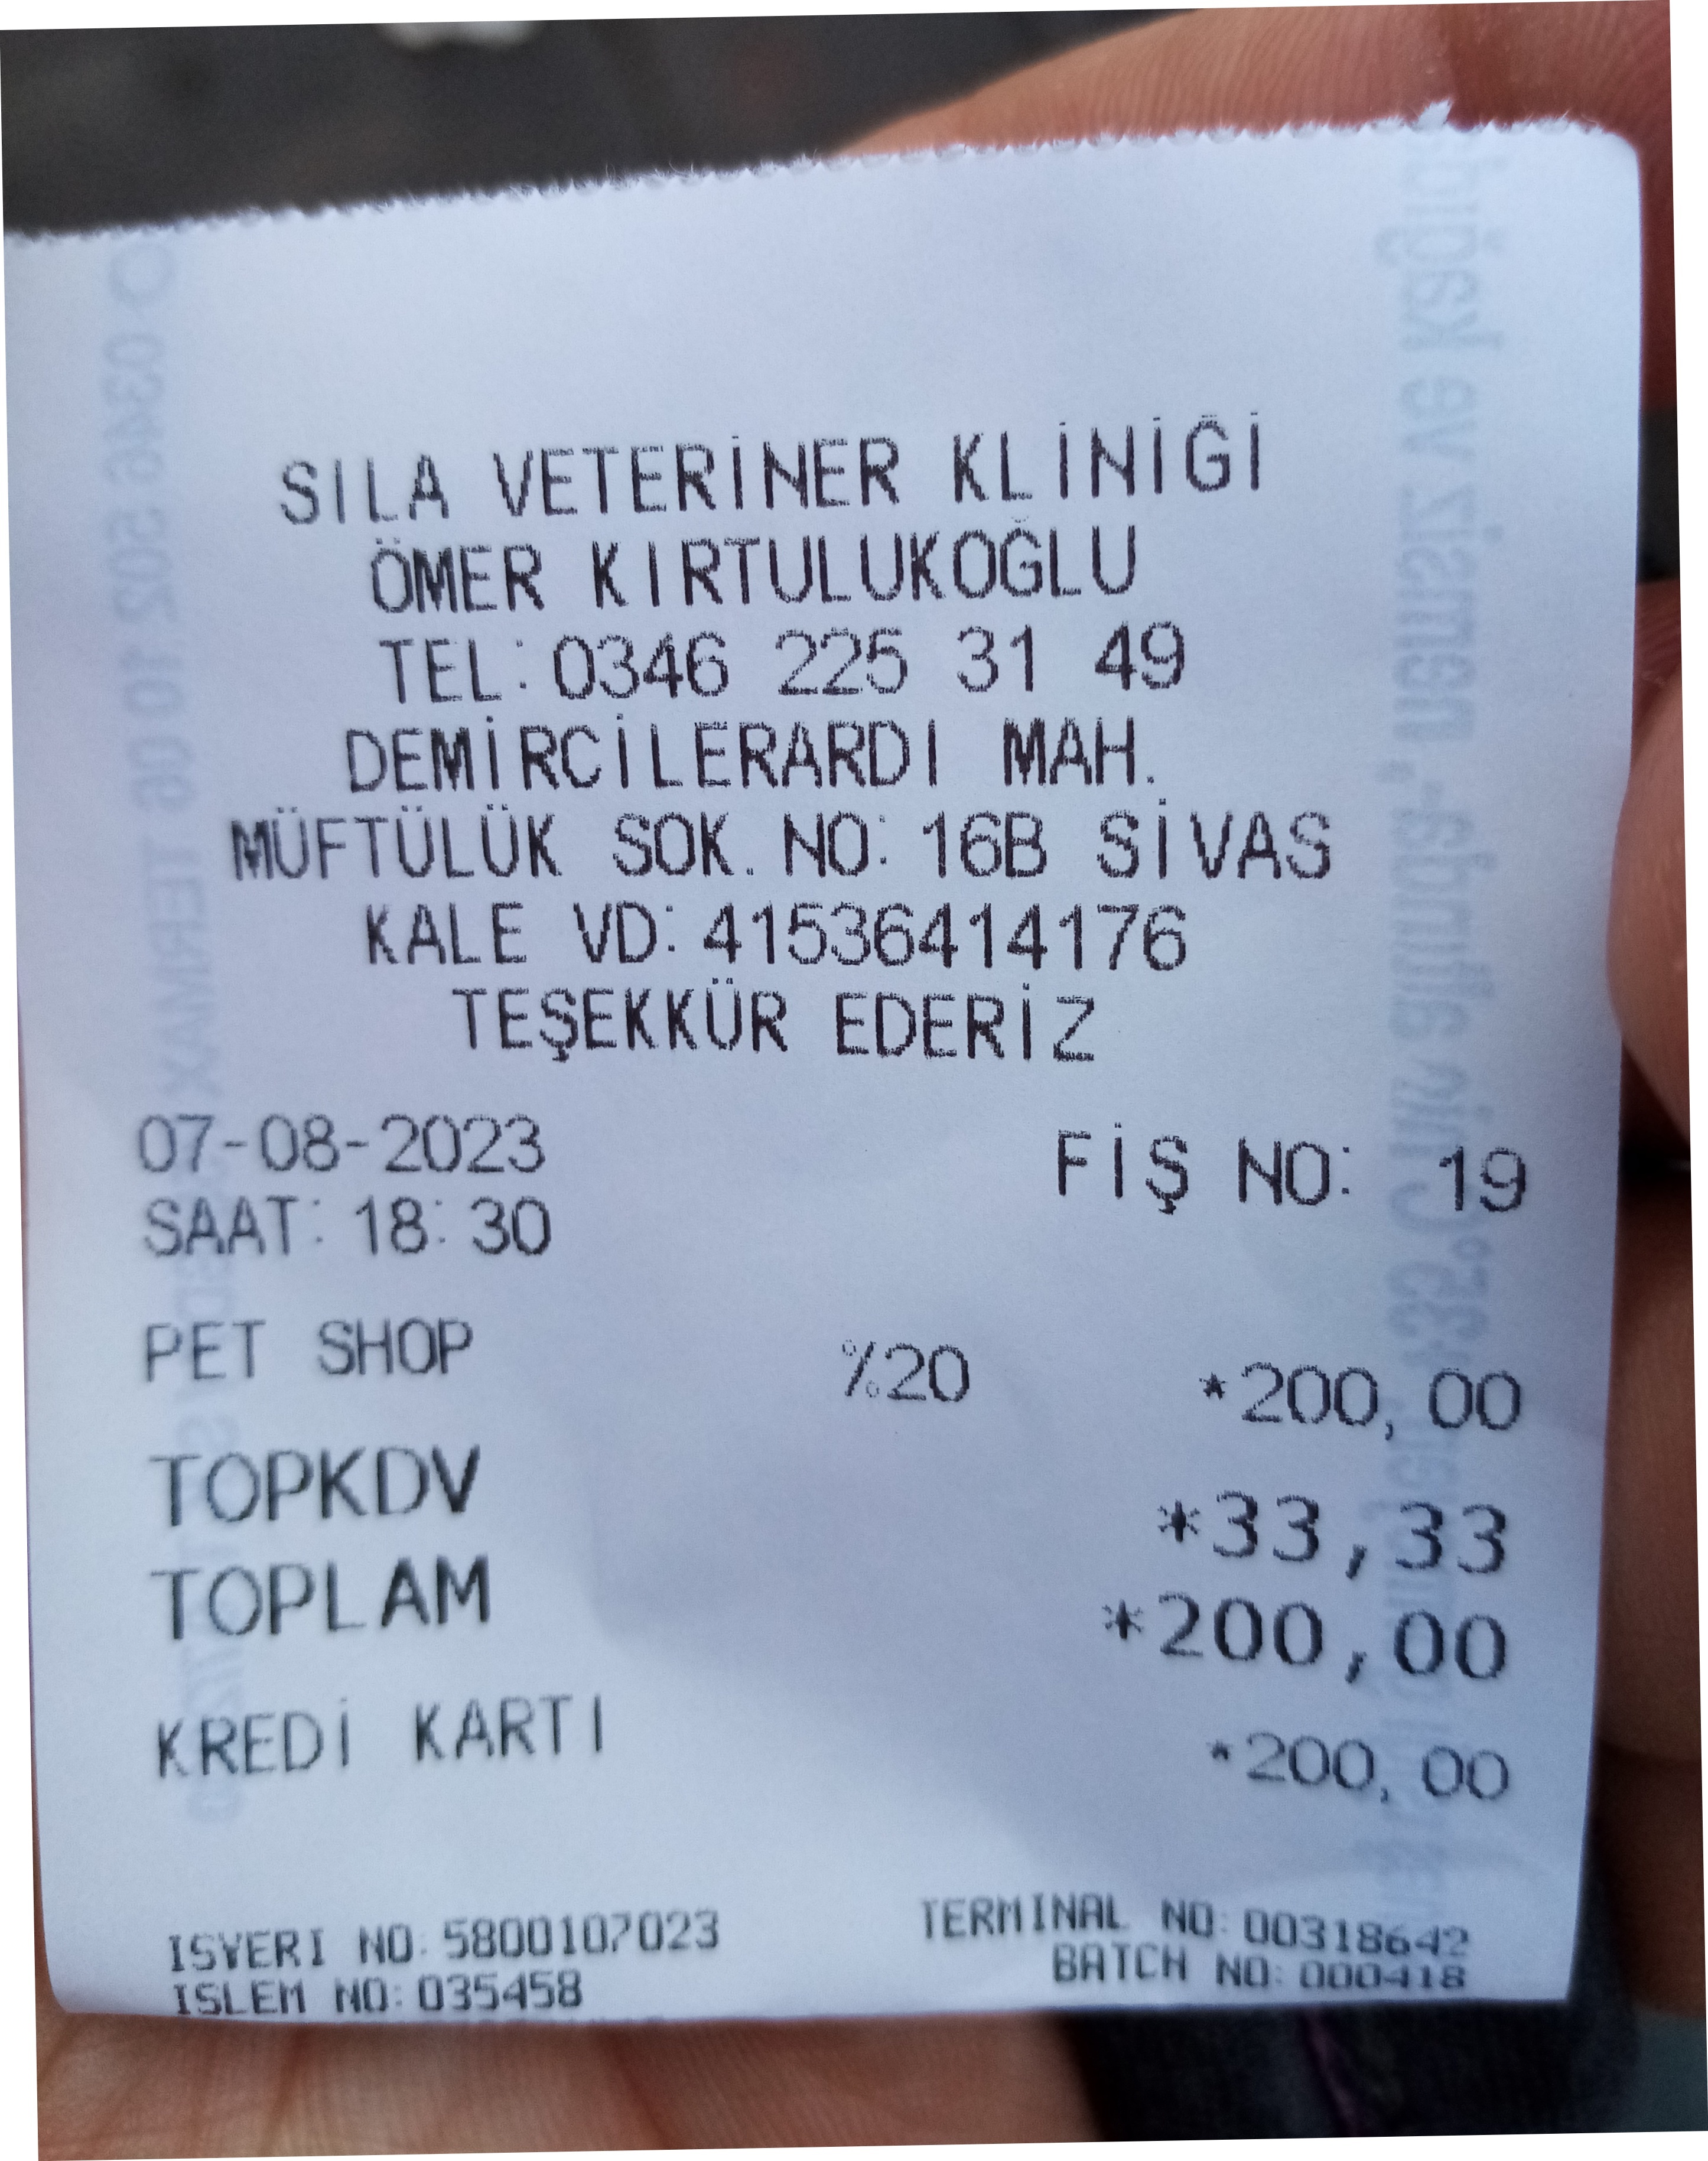 SILA VETERİNER KLİNİĞİ
ÖMER KIRTULUKOĞLU
TEL: 0346 225 31 49
DEMİRCİLERARDI MAH.
MÜFTÜLÜK SOK. NO: 16B SİVAS
KALE VD: 41536414176
TEŞEKKÜR EDERİZ
07-08-2023 FİŞ NO: 19
SAAT: 18:30
PET SHOP %20 *200,00
TOPKDV *33,33
TOPLAM *200,00
KREDİ KARTI *200,00
ISYERI NO: 5800107023 TERMINAL NO: 00318642
ISLEM NO: 035458 BATCH NO: 000418